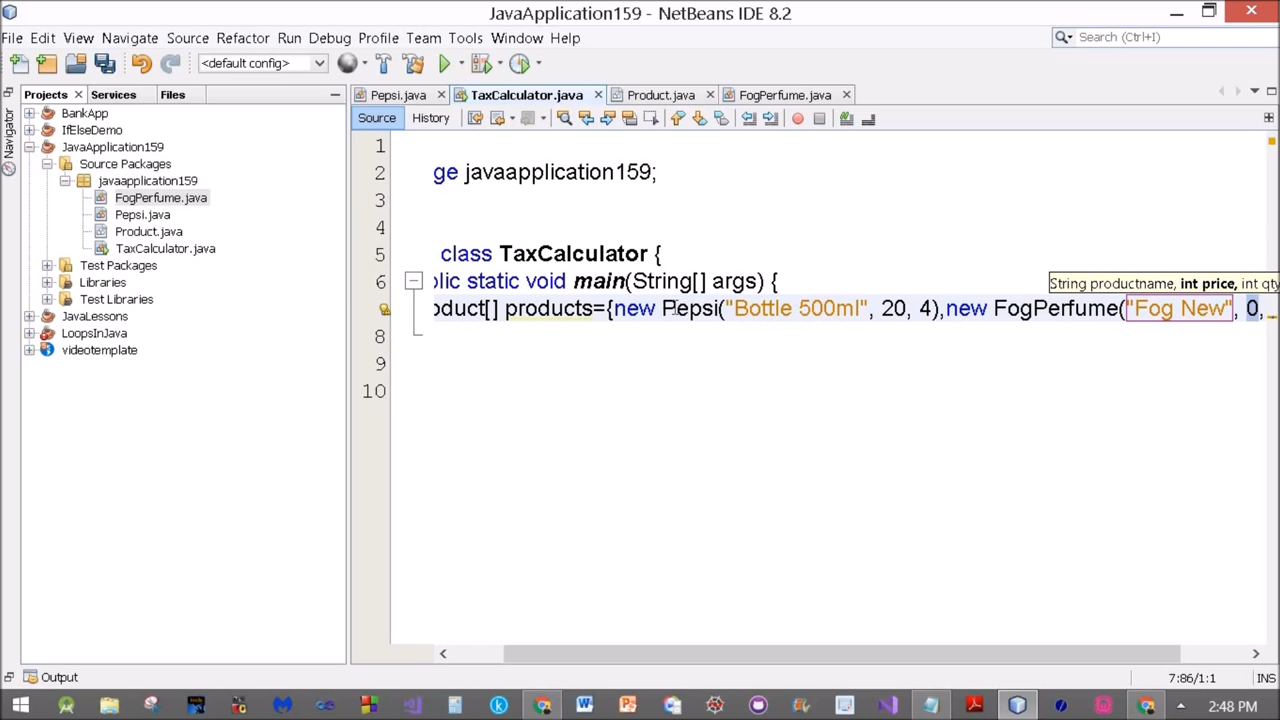 JavaApplication159 - NetBeans IDE 8.2
File Edit View Navigate Source Refactor Run Debug Profile Team Tools Window Help
Search (Ctrl+I)
<default config>
Projects Services Files
Pepsi.java TaxCalculator.java Product.java FogPerfume.java
Navigator
Source History
BankApp
IfElseDemo
JavaApplication159
Source Packages
javaapplication159
FogPerfume.java
Pepsi.java
Product.java
TaxCalculator.java
Test Packages
Libraries
Test Libraries
JavaLessons
LoopsInJava
videotemplate
1
2 ge javaapplication159;
3
4
5 class TaxCalculator {
6 olic static void main(String[] args) {
String productname, int price, int qty
oduct[] products={new Pepsi("Bottle 500ml", 20, 4),new FogPerfume("Fog New", 0,
8
9
10
Output
7:86/1:1 INS
2:48 PM